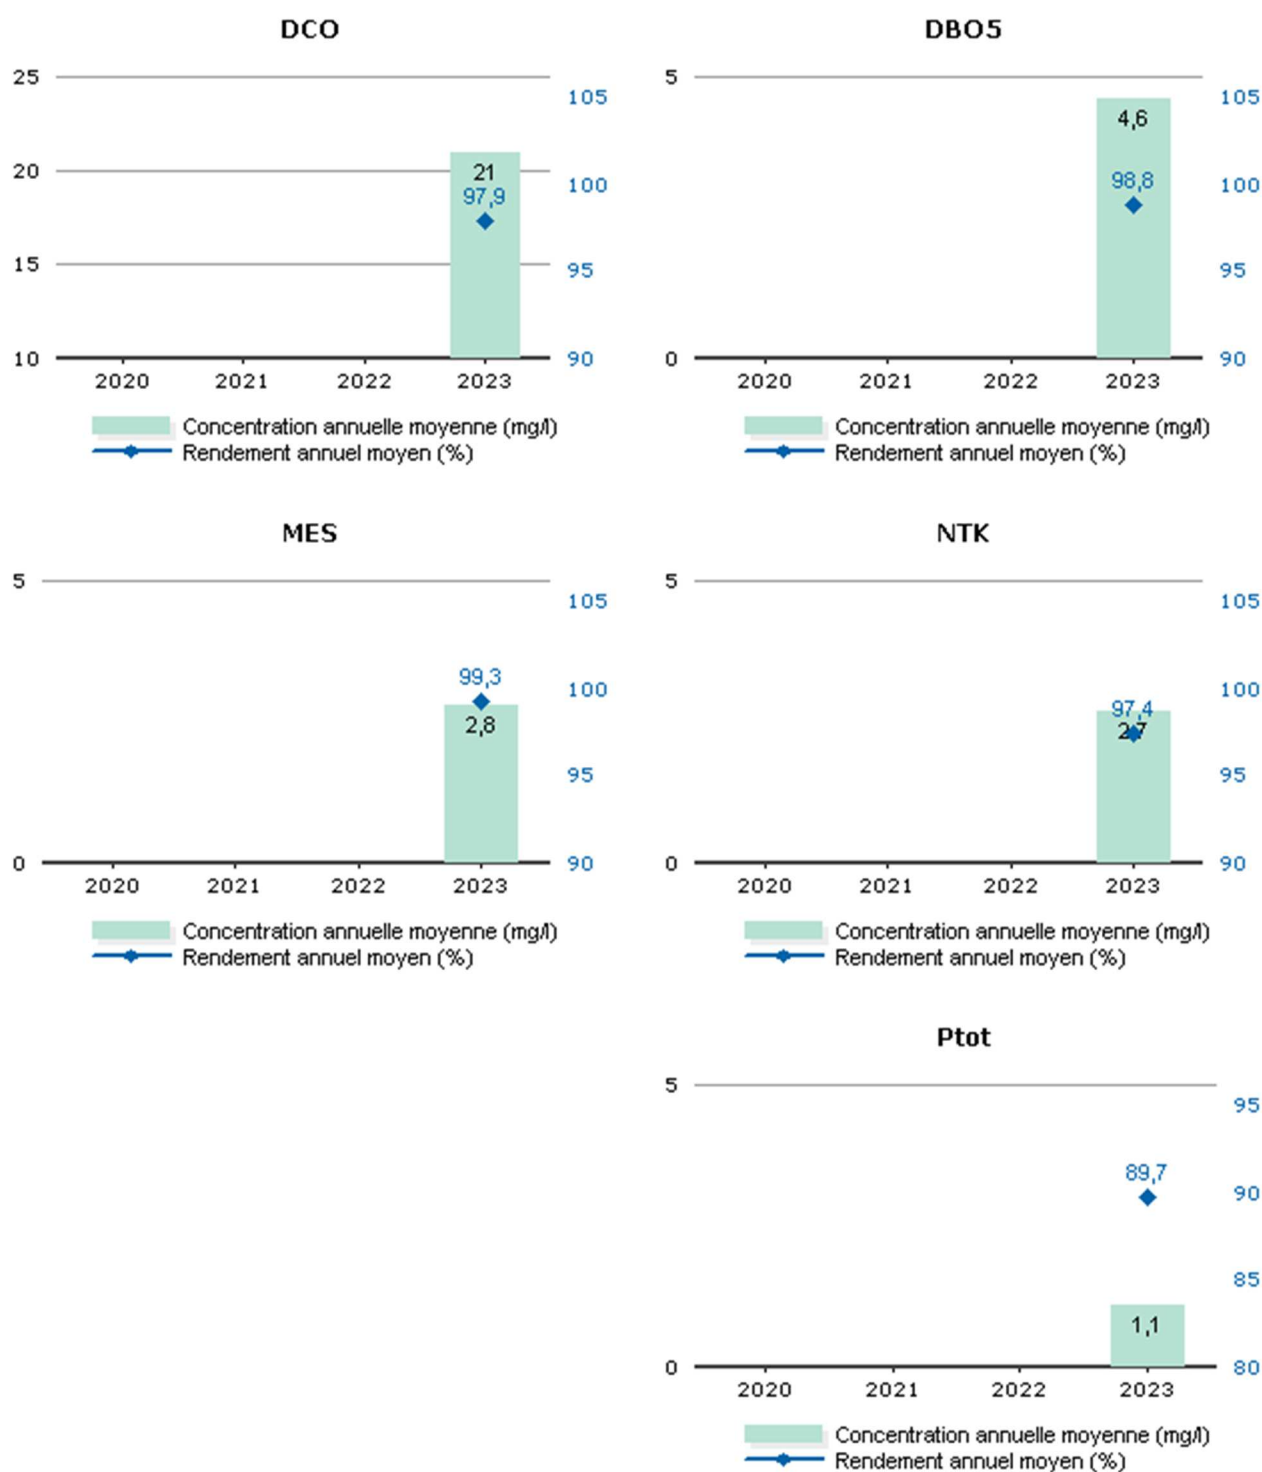 DCO
25
20
15
10
105
100
95
90
21
97,9
2020 2021 2022 2023
Concentration annuelle moyenne (mg/l)
Rendement annuel moyen (%)
DBO5
5
0
105
100
95
90
4,6
98,8
2020 2021 2022 2023
Concentration annuelle moyenne (mg/l)
Rendement annuel moyen (%)
MES
5
0
105
100
95
90
99,3
2,8
2020 2021 2022 2023
Concentration annuelle moyenne (mg/l)
Rendement annuel moyen (%)
NTK
5
0
105
100
95
90
97,4
2,7
2020 2021 2022 2023
Concentration annuelle moyenne (mg/l)
Rendement annuel moyen (%)
Ptot
5
0
95
90
85
80
89,7
1,1
2020 2021 2022 2023
Concentration annuelle moyenne (mg/l)
Rendement annuel moyen (%)